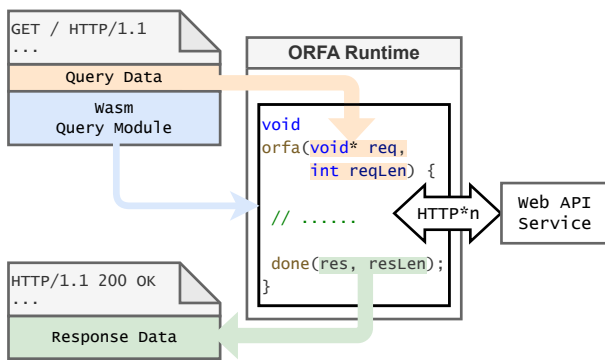 GET / HTTP/1.1
...
Query Data
Wasm
Query Module
ORFA Runtime
void
orfa(void* req,
int reqLen) {
// ......
done(res, resLen);
}
HTTP*n
Web API
Service
HTTP/1.1 200 OK
...
Response Data